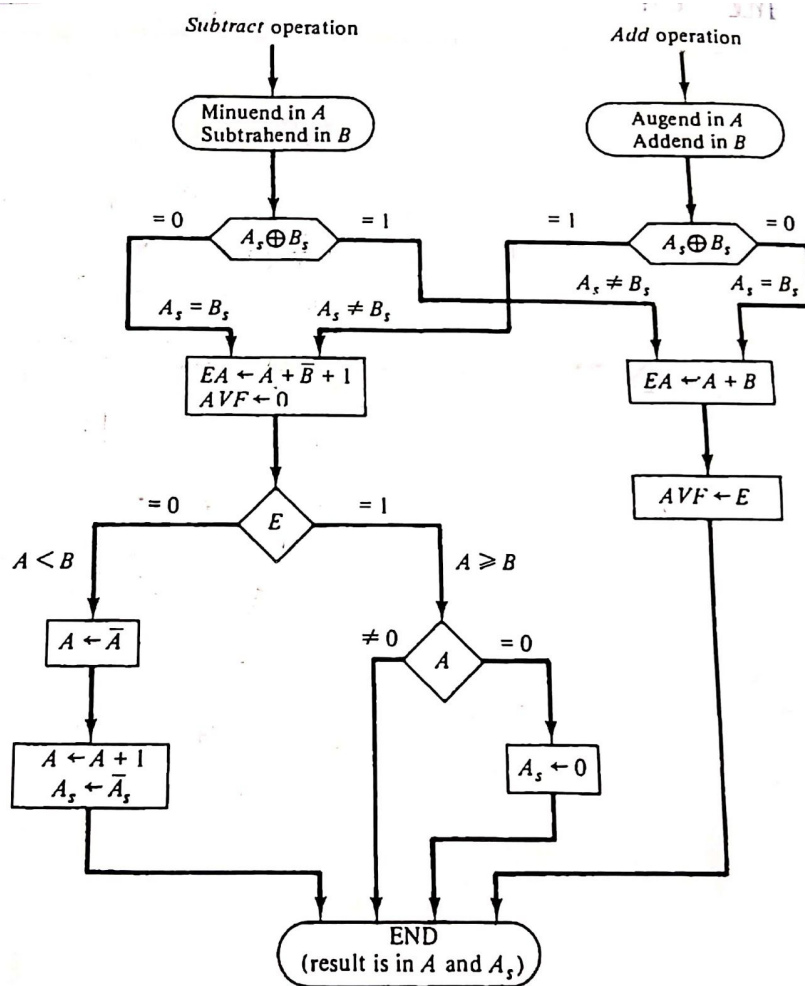 Subtract operation
Add operation
Minuend in A
Subtrahend in B
Augend in A
Addend in B
= 0
A_s ⊕ B_s
= 1
= 1
A_s ⊕ B_s
= 0
A_s = B_s
A_s ≠ B_s
A_s ≠ B_s
A_s = B_s
EA ← A + B̅ + 1
AVF ← 0
EA ← A + B
AVF ← E
= 0
E
= 1
A < B
A ⩾ B
A ← A̅
≠ 0
A
= 0
A ← A + 1
A_s ← A̅_s
A_s ← 0
END
(result is in A and A_s)